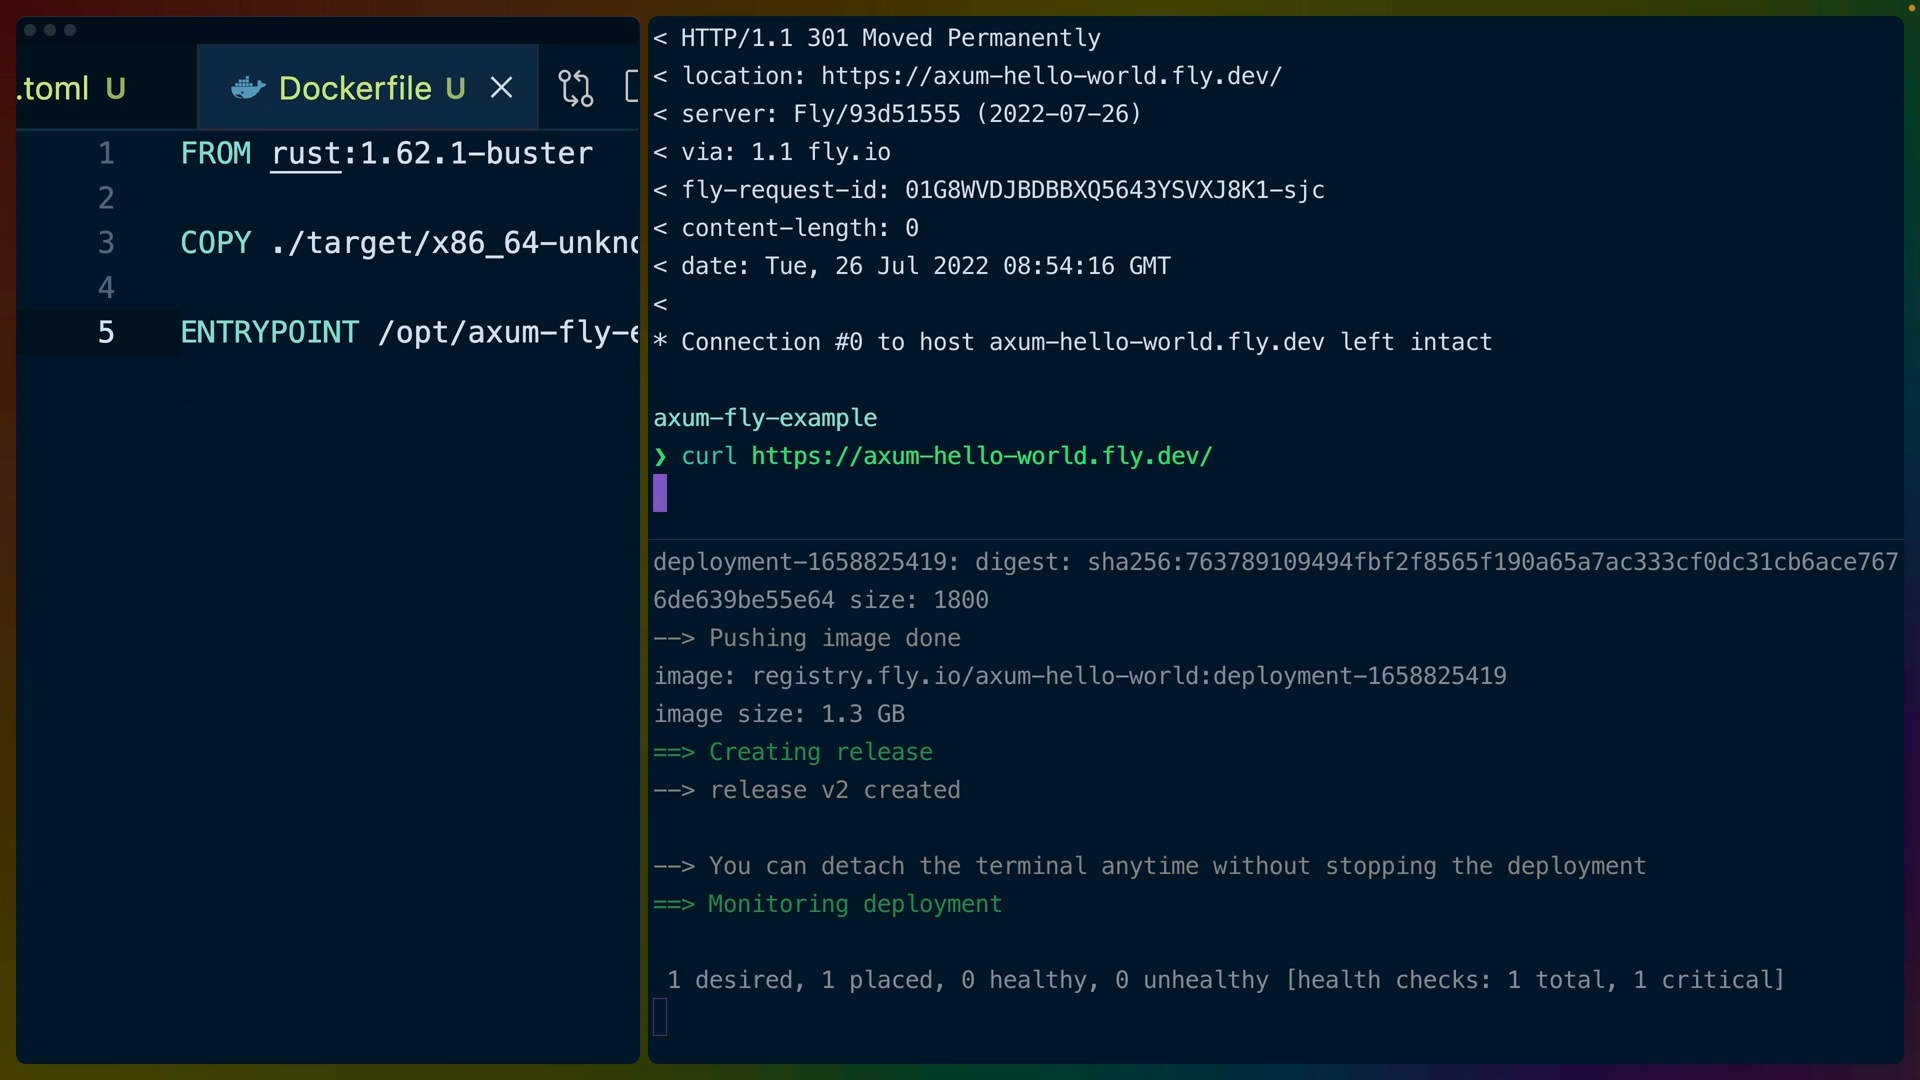 .toml U
Dockerfile U
1 FROM rust:1.62.1-buster
2
3 COPY ./target/x86_64-unkno
4
5 ENTRYPOINT /opt/axum-fly-e
< HTTP/1.1 301 Moved Permanently
< location: https://axum-hello-world.fly.dev/
< server: Fly/93d51555 (2022-07-26)
< via: 1.1 fly.io
< fly-request-id: 01G8WVDJBDBBXQ5643YSVXJ8K1-sjc
< content-length: 0
< date: Tue, 26 Jul 2022 08:54:16 GMT
<
* Connection #0 to host axum-hello-world.fly.dev left intact
axum-fly-example
❯ curl https://axum-hello-world.fly.dev/
deployment-1658825419: digest: sha256:763789109494fbf2f8565f190a65a7ac333cf0dc31cb6ace767
6de639be55e64 size: 1800
--> Pushing image done
image: registry.fly.io/axum-hello-world:deployment-1658825419
image size: 1.3 GB
==> Creating release
--> release v2 created
--> You can detach the terminal anytime without stopping the deployment
==> Monitoring deployment
1 desired, 1 placed, 0 healthy, 0 unhealthy [health checks: 1 total, 1 critical]